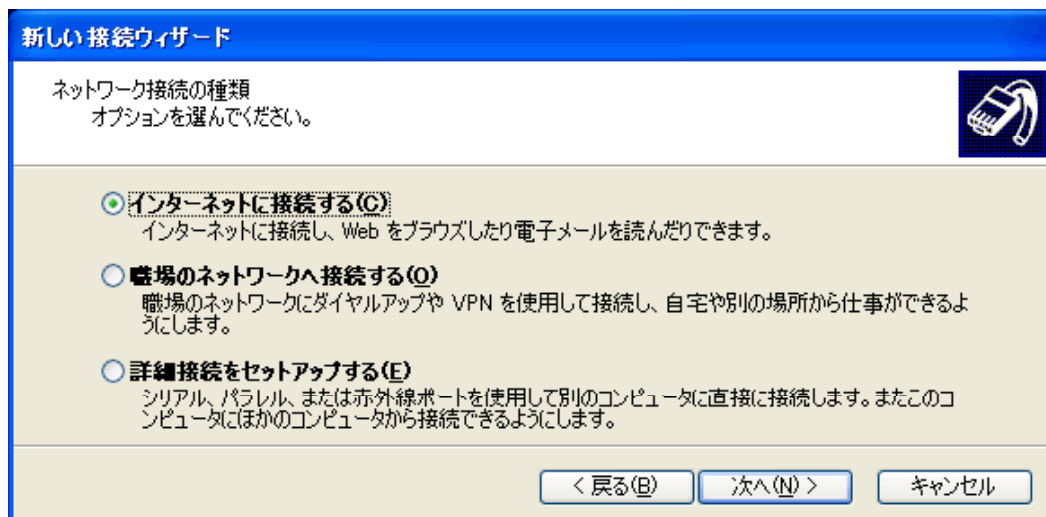 新しい接続ウィザード
ネットワーク接続の種類
オプションを選んでください。
インターネットに接続する(C)
インターネットに接続し、Web をブラウズしたり電子メールを読んだりできます。
職場のネットワークへ接続する(O)
職場のネットワークにダイヤルアップや VPN を使用して接続し、自宅や別の場所から仕事ができるよ
うにします。
詳細接続をセットアップする(E)
シリアル、パラレル、または赤外線ポートを使用して別のコンピュータに直接に接続します。またこのコ
ンピュータにほかのコンピュータから接続できるようにします。
< 戻る(B) 次へ(N) > キャンセル